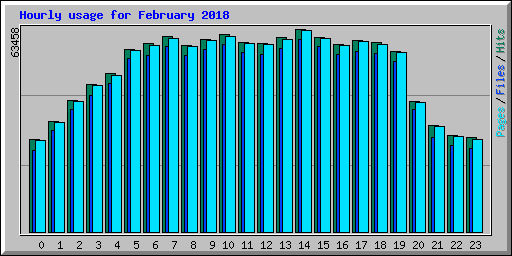 Hourly usage for February 2018
63458
Pages/Files/Hits
0 1 2 3 4 5 6 7 8 9 10 11 12 13 14 15 16 17 18 19 20 21 22 23